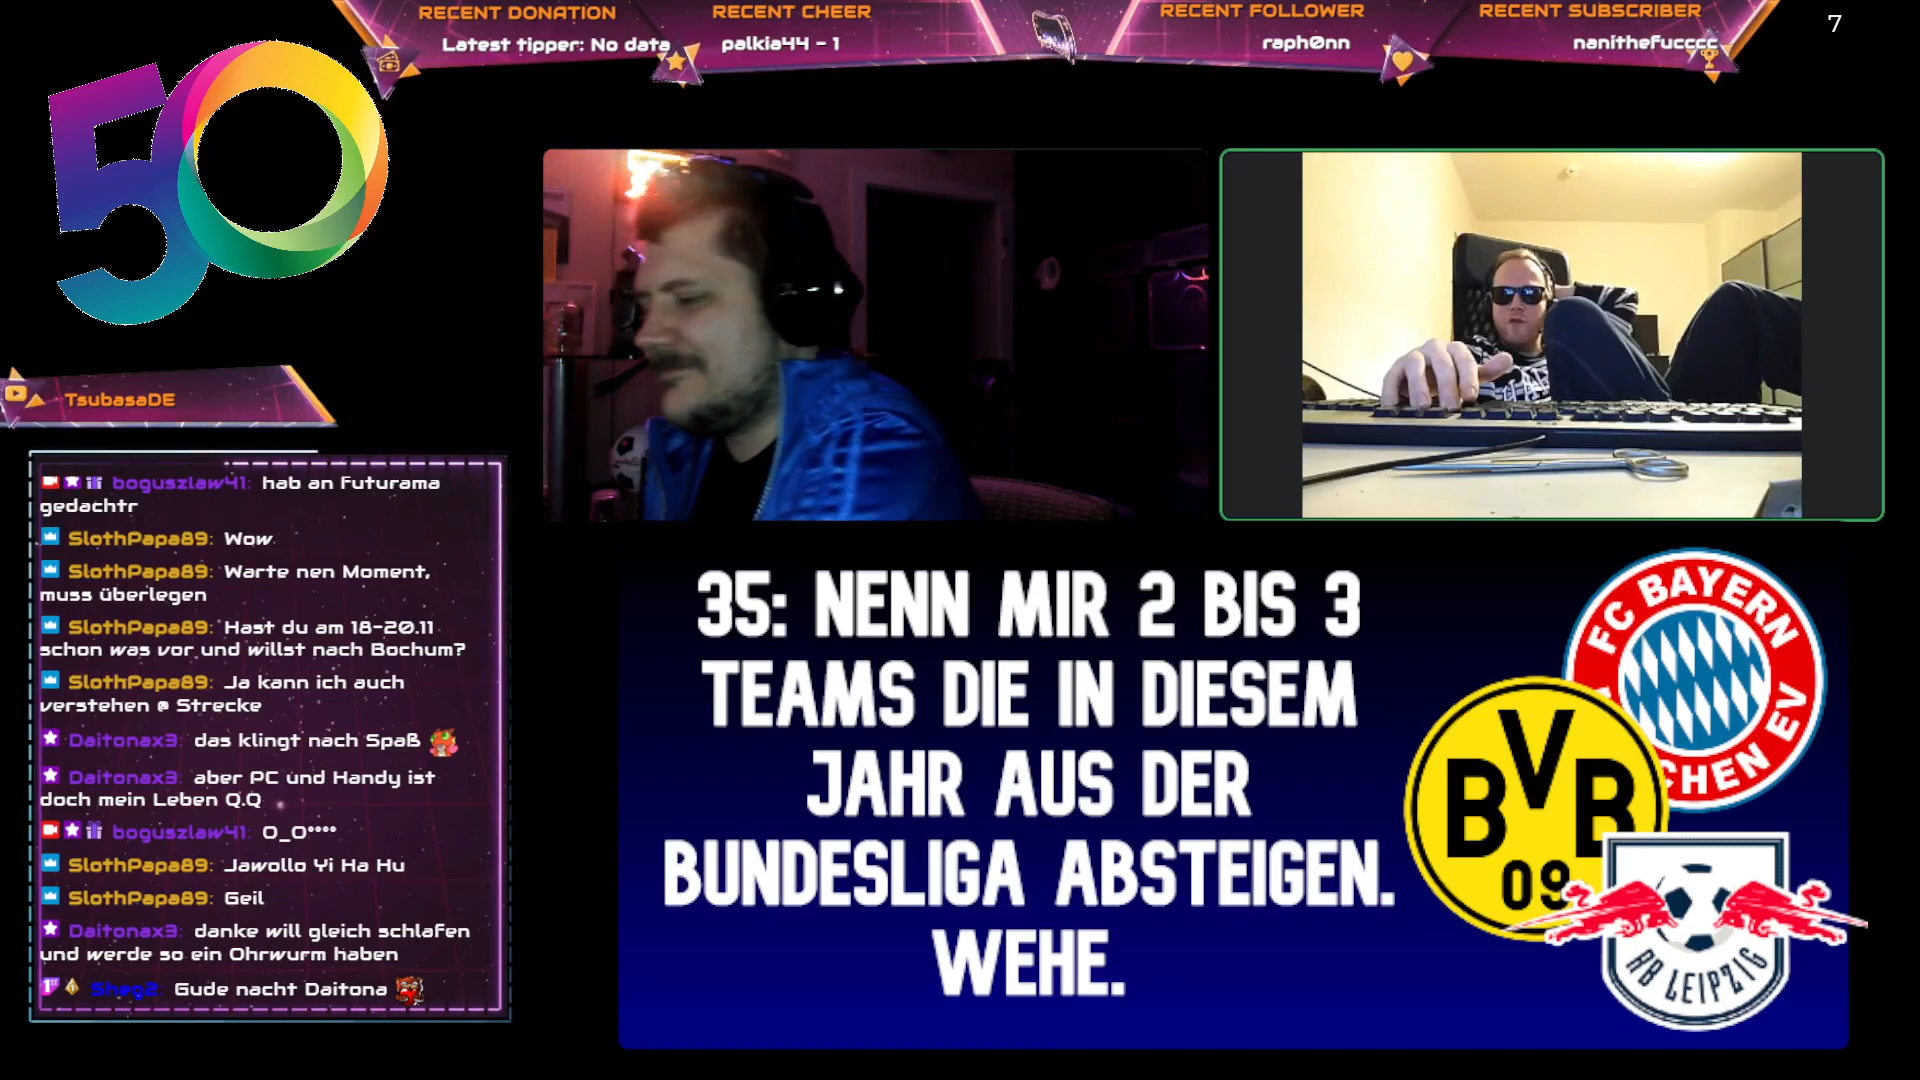 RECENT DONATION
Latest tipper: No data
RECENT CHEER
palkia44 - 1
RECENT FOLLOWER
raph0nn
RECENT SUBSCRIBER
nanithefucccc
7
50
TsubasaDE
boguszlaw41: hab an Futurama
gedachtr
SlothPapa89: Wow
SlothPapa89: Warte nen Moment,
muss überlegen
SlothPapa89: Hast du am 18-20.11
schon was vor und willst nach Bochum?
SlothPapa89: Ja kann ich auch
verstehen @ Strecke
Daitonax3: das klingt nach Spaß
Daitonax3: aber PC und Handy ist
doch mein Leben Q.Q
boguszlaw41: O_O****
SlothPapa89: Jawollo Yi Ha Hu
SlothPapa89: Geil
Daitonax3: danke will gleich schlafen
und werde so ein Ohrwurm haben
Sheg2: Gude nacht Daitona
35: NENN MIR 2 BIS 3
TEAMS DIE IN DIESEM
JAHR AUS DER
BUNDESLIGA ABSTEIGEN.
WEHE.
FC BAYERN
CHEN EV
BVB
09
RB LEIPZIG